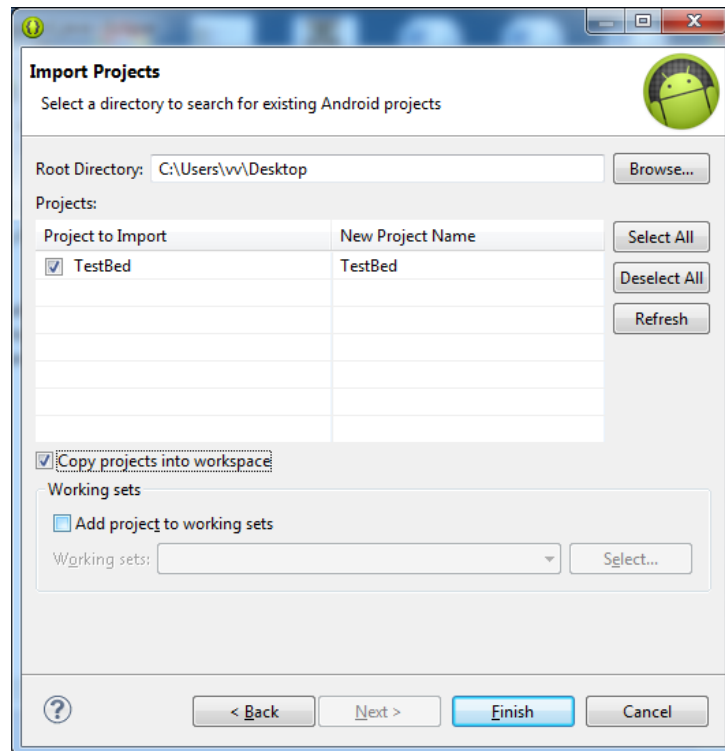 Import Projects
Select a directory to search for existing Android projects
Root Directory: C:\Users\vv\Desktop Browse...
Projects:
Project to Import New Project Name Select All
TestBed TestBed
Deselect All
Refresh
Copy projects into workspace
Working sets
Add project to working sets
Working sets: Select...
? < Back Next > Finish Cancel